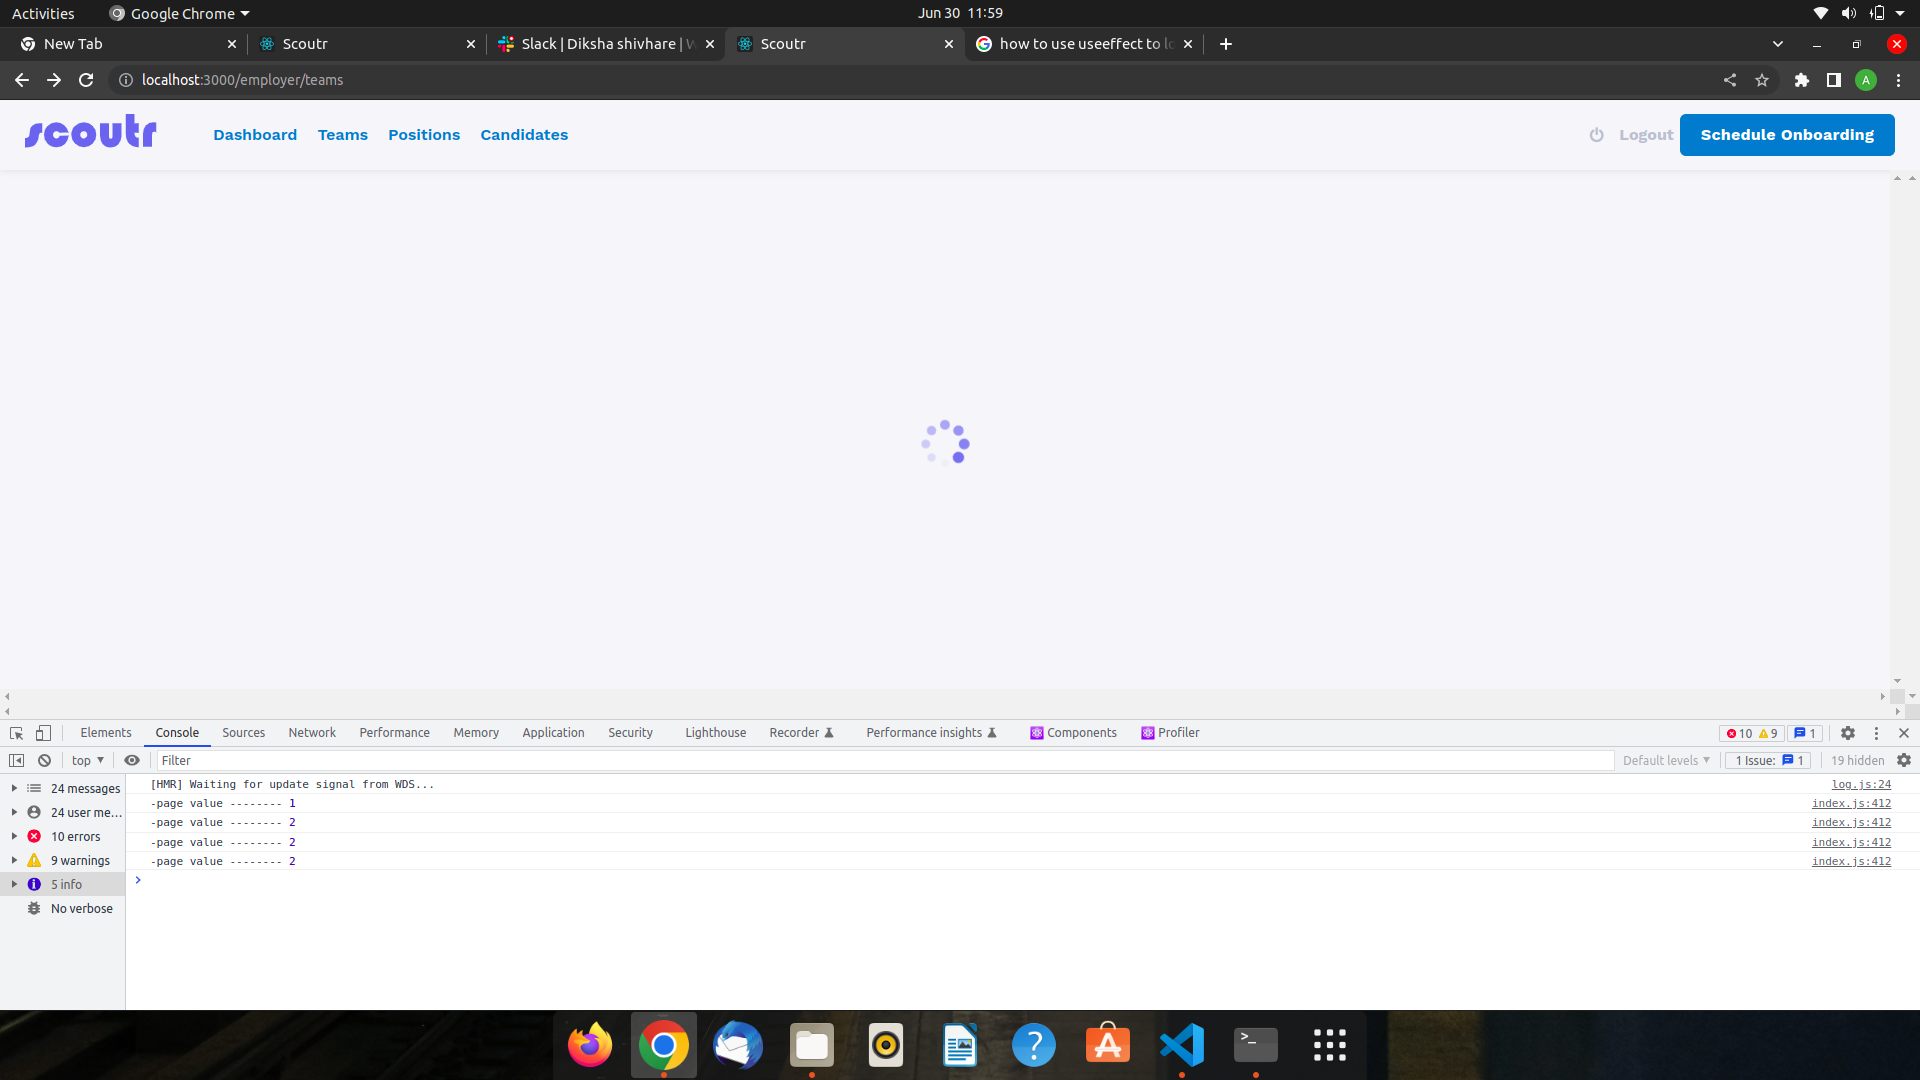 Activities
Google Chrome
Jun 30 11:59
New Tab
Scoutr
Slack | Diksha shivhare |
Scoutr
how to use useeffect to lo
localhost:3000/employer/teams
A
scoutr
Dashboard
Teams
Positions
Candidates
Logout
Schedule Onboarding
Elements
Console
Sources
Network
Performance
Memory
Application
Security
Lighthouse
Recorder
Performance insights
Components
Profiler
10
9
1
top
Filter
Default levels
1 Issue:
1
19 hidden
24 messages
24 user me...
10 errors
9 warnings
5 info
No verbose
[HMR] Waiting for update signal from WDS... log.js:24
-page value -------- 1 index.js:412
-page value -------- 2 index.js:412
-page value -------- 2 index.js:412
-page value -------- 2 index.js:412
>